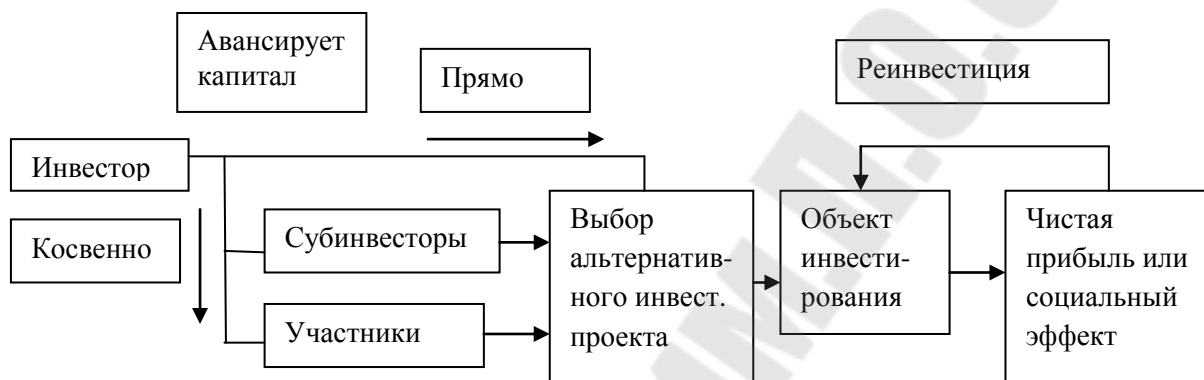 Авансирует
капитал
Прямо
Реинвестиция
Инвестор
Косвенно
Субинвесторы
Участники
Выбор
альтернатив-
ного инвест.
проекта
Объект
инвести-
рования
Чистая
прибыль или
социальный
эффект